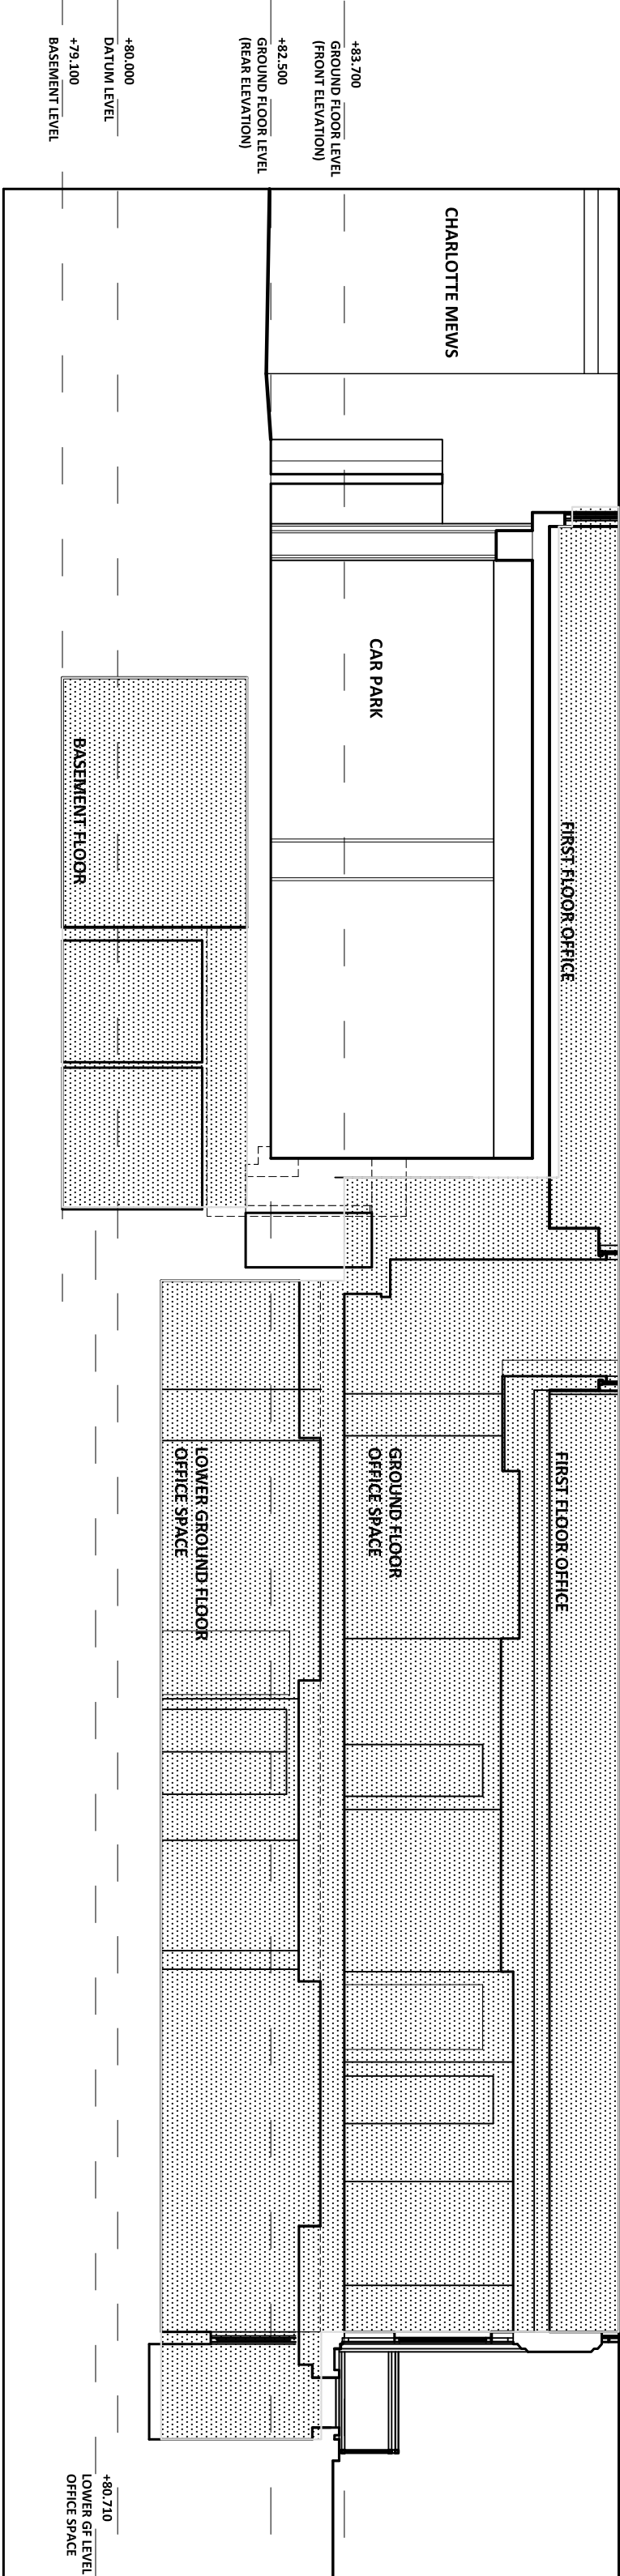 +83.700
GROUND FLOOR LEVEL
(FRONT ELEVATION)
+82.500
GROUND FLOOR LEVEL
(REAR ELEVATION)
+80.000
DATUM LEVEL
+79.100
BASEMENT LEVEL
CHARLOTTE MEWS
CAR PARK
FIRST FLOOR OFFICE
BASEMENT FLOOR
FIRST FLOOR OFFICE
GROUND FLOOR
OFFICE SPACE
LOWER GROUND FLOOR
OFFICE SPACE
+80.710
LOWER GF LEVEL
OFFICE SPACE